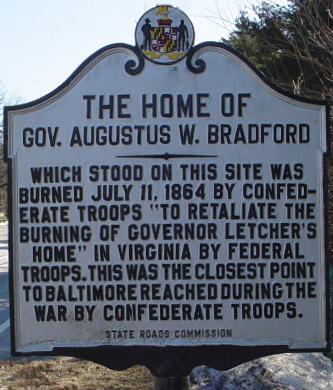 THE HOME OF
GOV. AUGUSTUS W. BRADFORD
WHICH STOOD ON THIS SITE WAS
BURNED JULY 11, 1864 BY CONFED-
ERATE TROOPS "TO RETALIATE THE
BURNING OF GOVERNOR LETCHER'S
HOME" IN VIRGINIA BY FEDERAL
TROOPS. THIS WAS THE CLOSEST POINT
TO BALTIMORE REACHED DURING THE
WAR BY CONFEDERATE TROOPS.
STATE ROADS COMMISSION